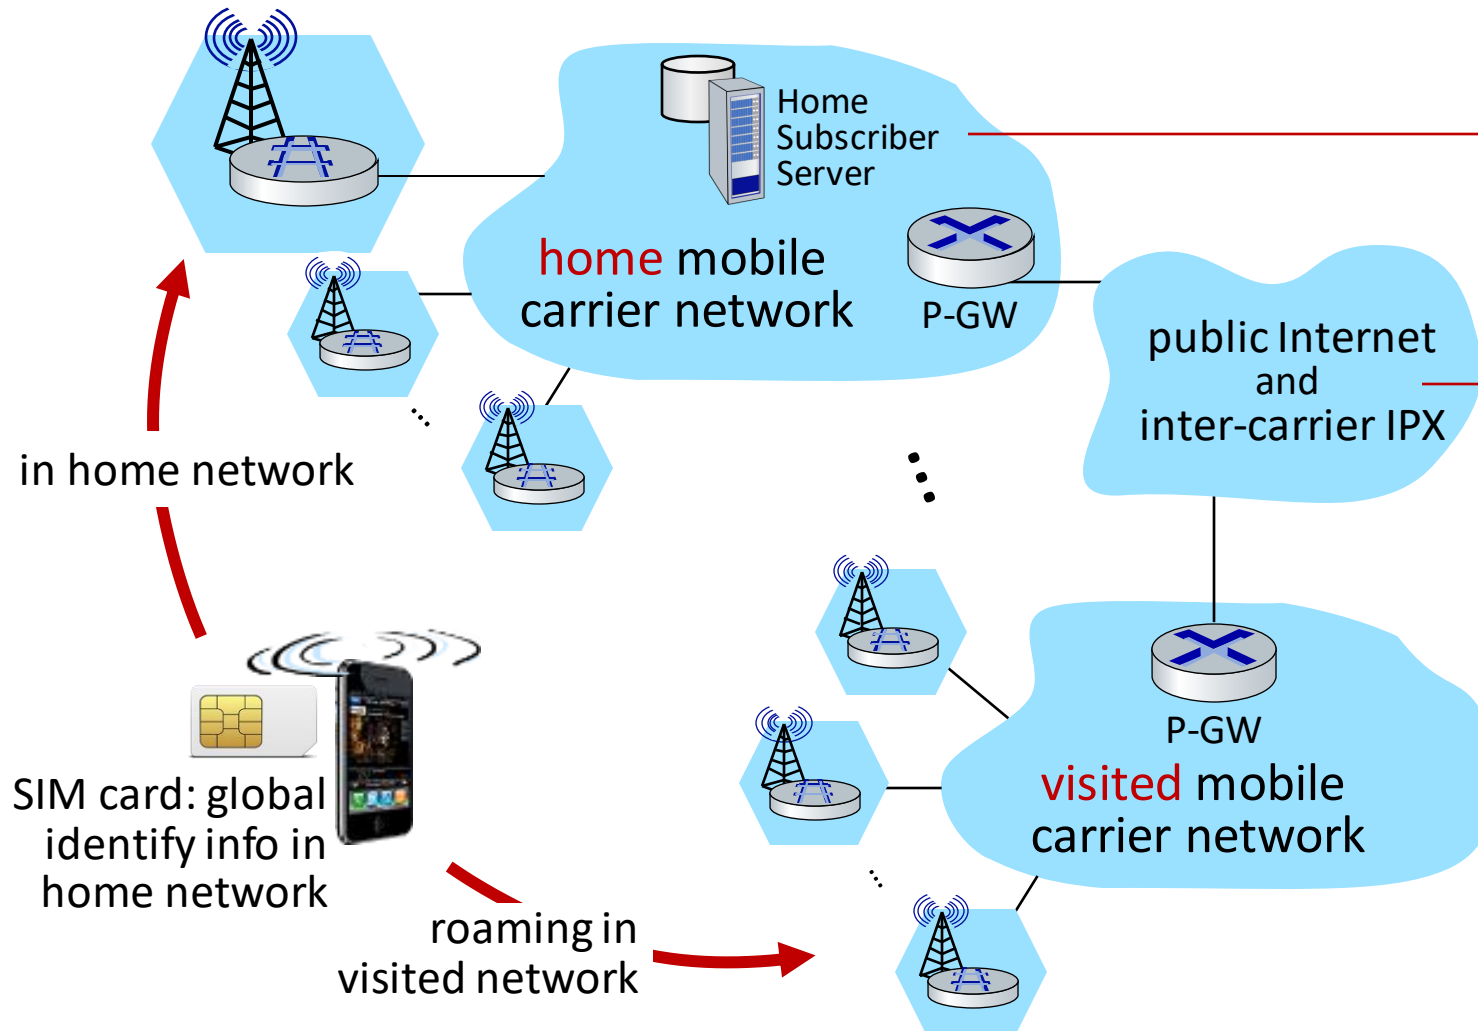 Home
Subscriber
Server
home mobile
carrier network
P-GW
public Internet
and
inter-carrier IPX
in home network
P-GW
visited mobile
carrier network
SIM card: global
identify info in
home network
roaming in
visited network